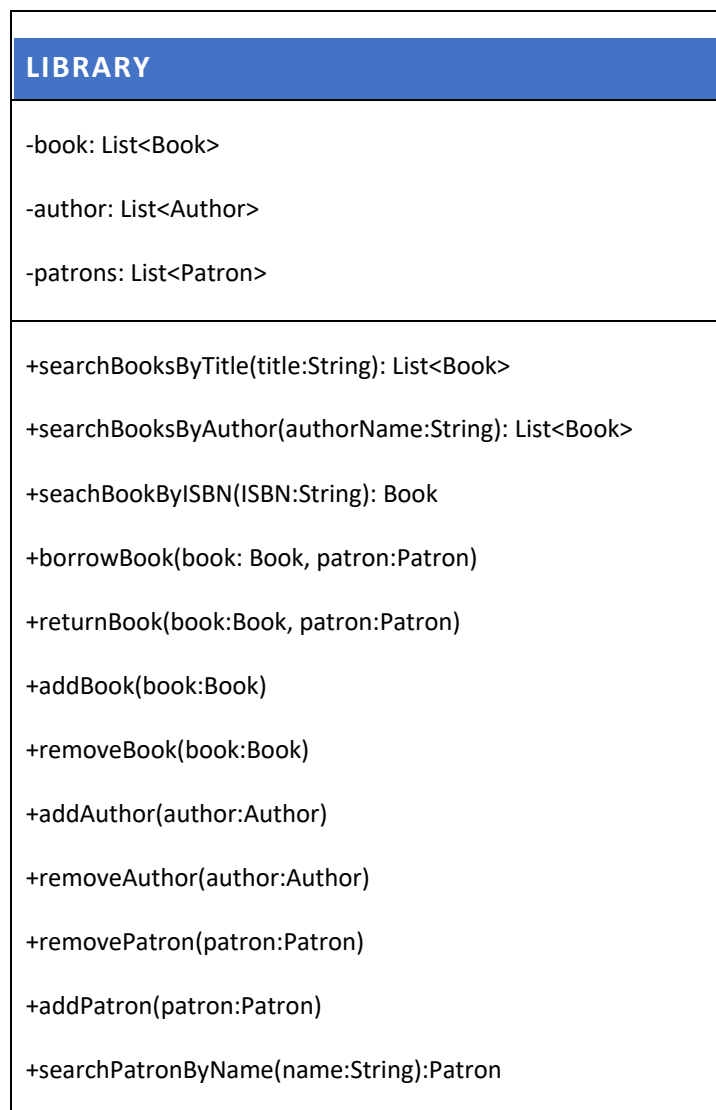 LIBRARY
-book: List<Book>
-author: List<Author>
-patrons: List<Patron>
+searchBooksByTitle(title:String): List<Book>
+searchBooksByAuthor(authorName:String): List<Book>
+seachBookByISBN(ISBN:String): Book
+borrowBook(book: Book, patron:Patron)
+returnBook(book:Book, patron:Patron)
+addBook(book:Book)
+removeBook(book:Book)
+addAuthor(author:Author)
+removeAuthor(author:Author)
+removePatron(patron:Patron)
+addPatron(patron:Patron)
+searchPatronByName(name:String):Patron